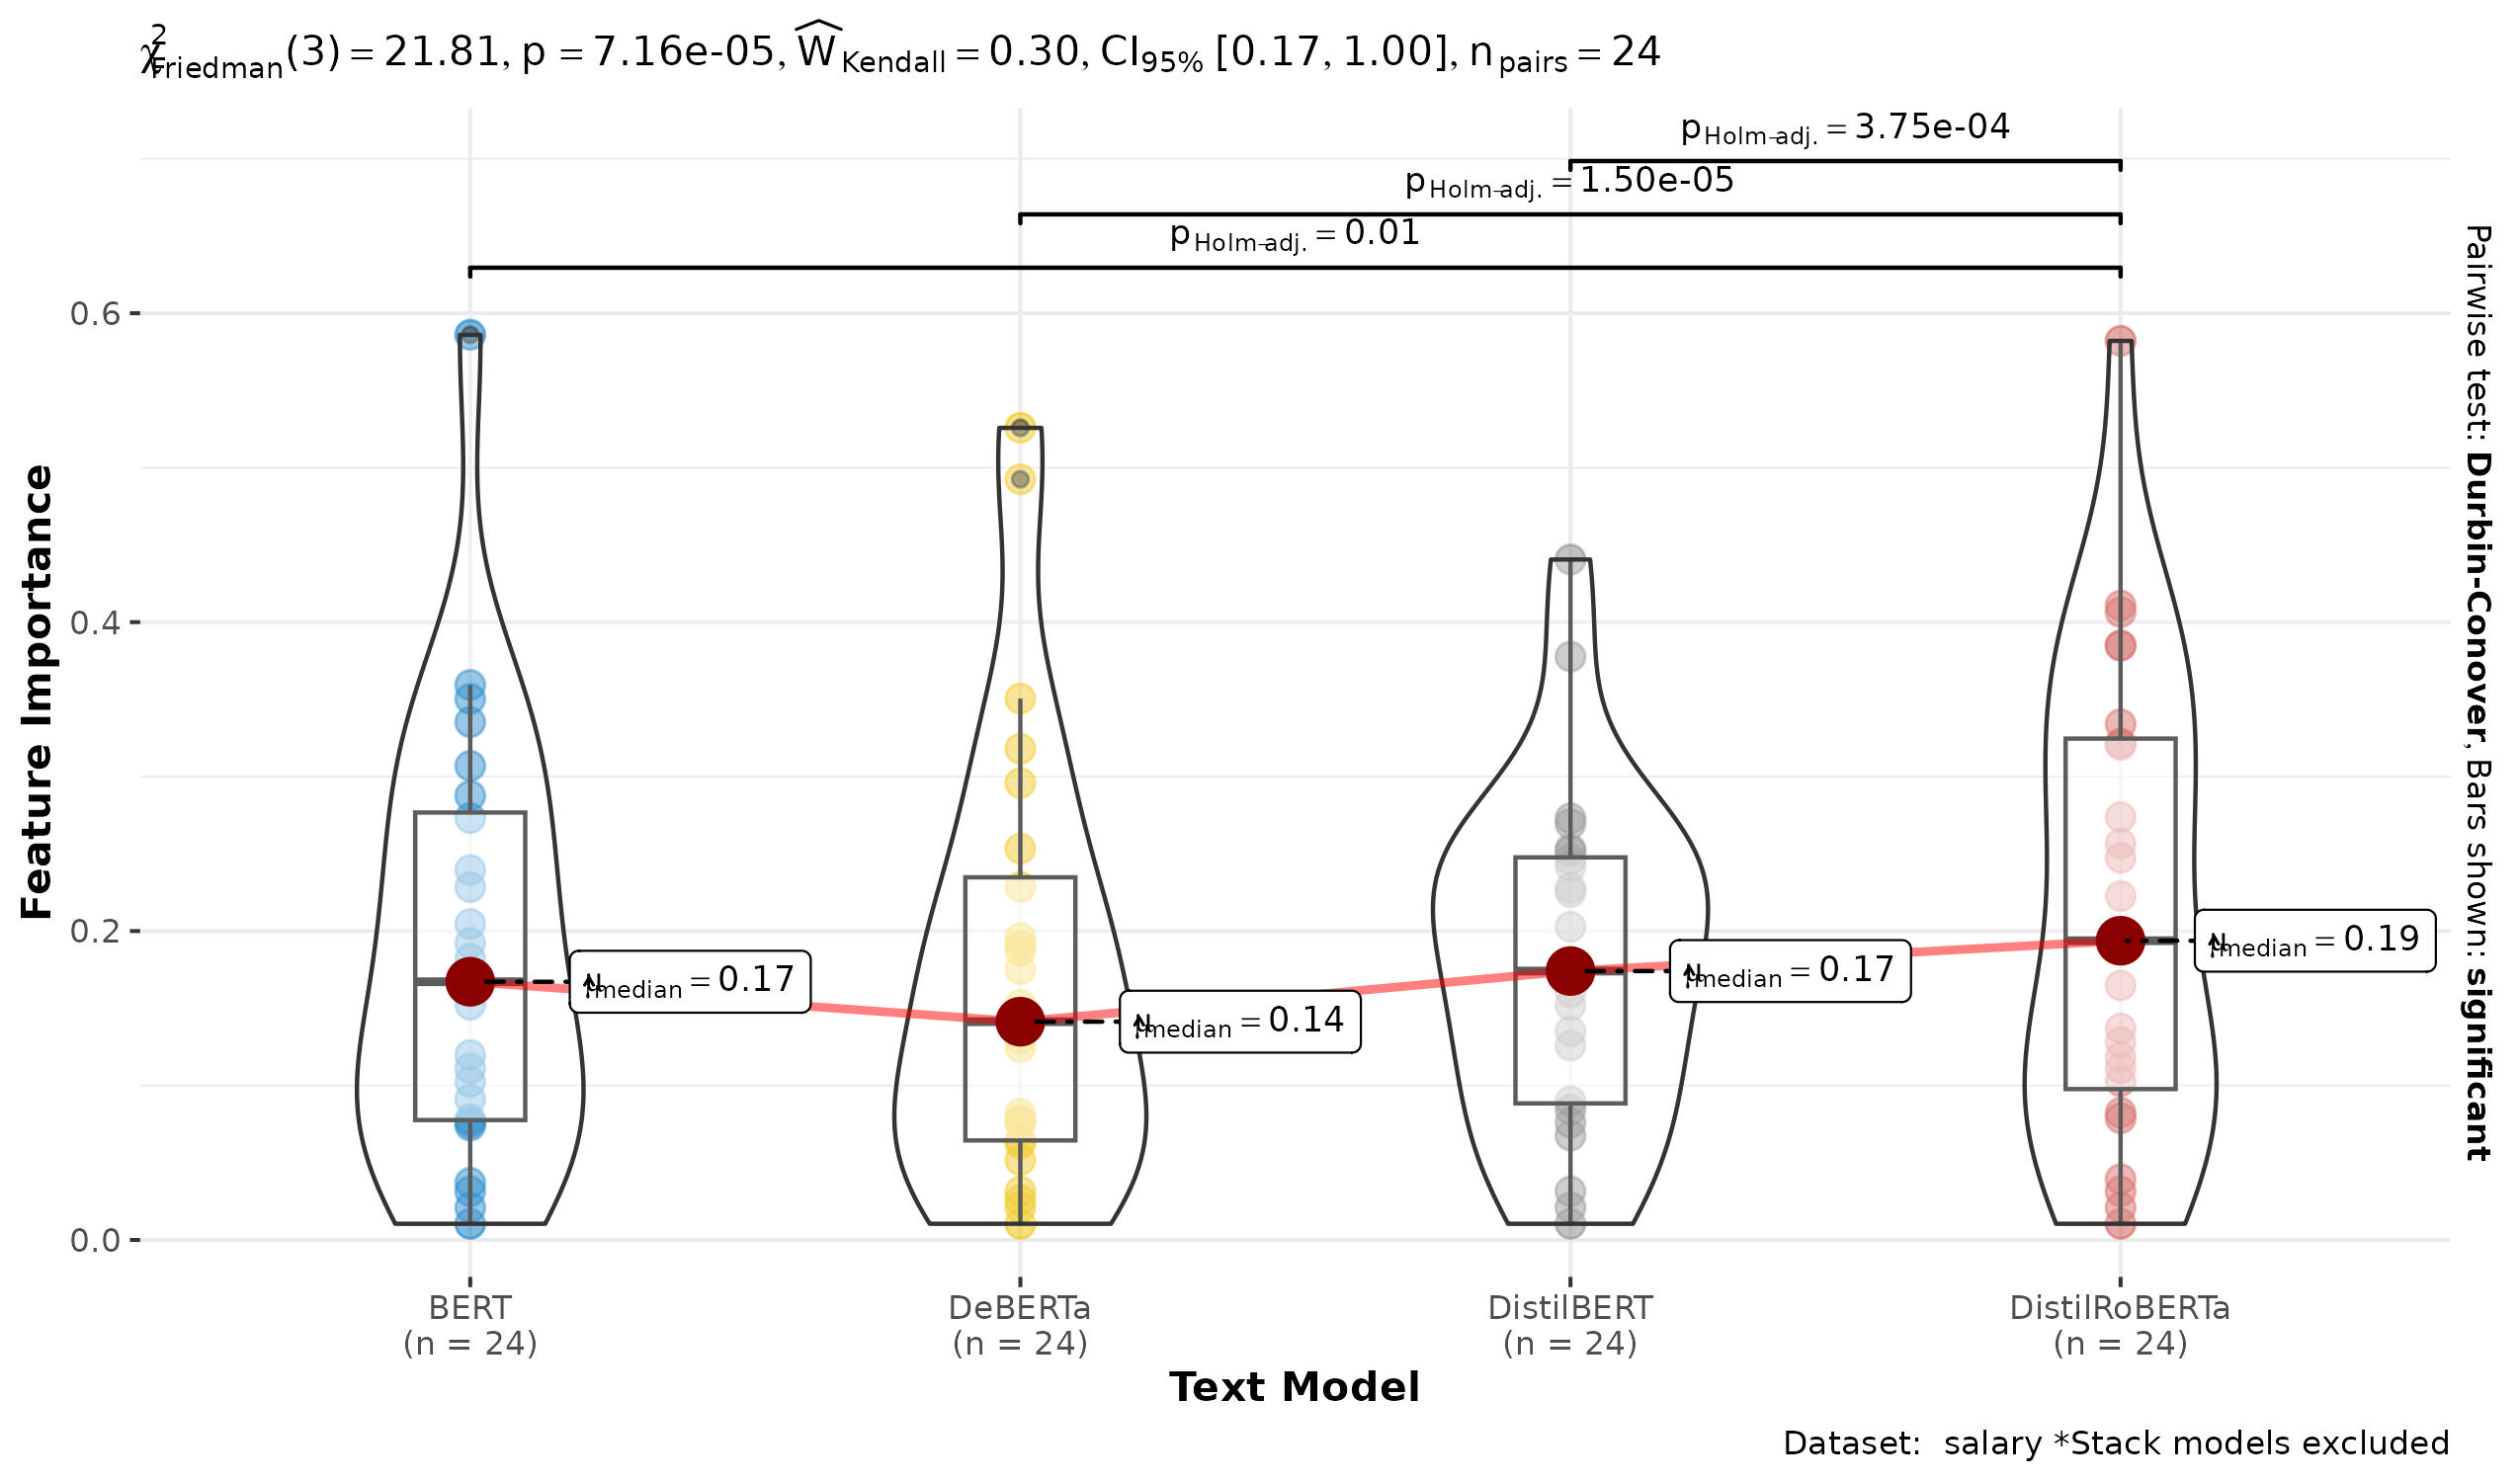 χ²Friedman(3) = 21.81, p = 7.16e-05, ŴKendall = 0.30, CI95% [0.17, 1.00], npairs = 24
pHolm-adj. = 3.75e-04
pHolm-adj. = 1.50e-05
pHolm-adj. = 0.01
Feature Importance
0.6
0.4
0.2
0.0
μ̂median = 0.17
μ̂median = 0.14
μ̂median = 0.17
μ̂median = 0.19
Pairwise test: Durbin-Conover, Bars shown: significant
BERT
(n = 24)
DeBERTa
(n = 24)
DistilBERT
(n = 24)
DistilRoBERTa
(n = 24)
Text Model
Dataset:  salary *Stack models excluded